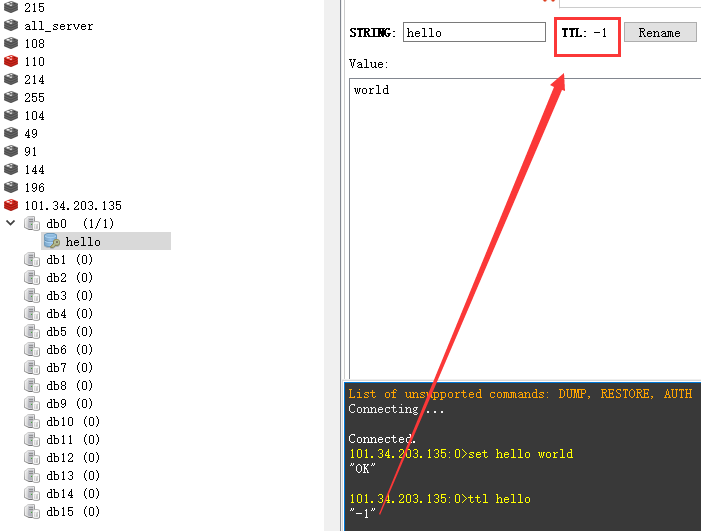 215
all_server
108
110
214
255
104
49
91
144
196
101.34.203.135
db0 (1/1)
hello
db1 (0)
db2 (0)
db3 (0)
db4 (0)
db5 (0)
db6 (0)
db7 (0)
db8 (0)
db9 (0)
db10 (0)
db11 (0)
db12 (0)
db13 (0)
db14 (0)
db15 (0)
STRING: hello TTL: -1 Rename
Value:
world
List of unsupported commands: DUMP, RESTORE, AUTH
Connecting ...
Connected.
101.34.203.135:0>set hello world
"OK"
101.34.203.135:0>ttl hello
"-1"